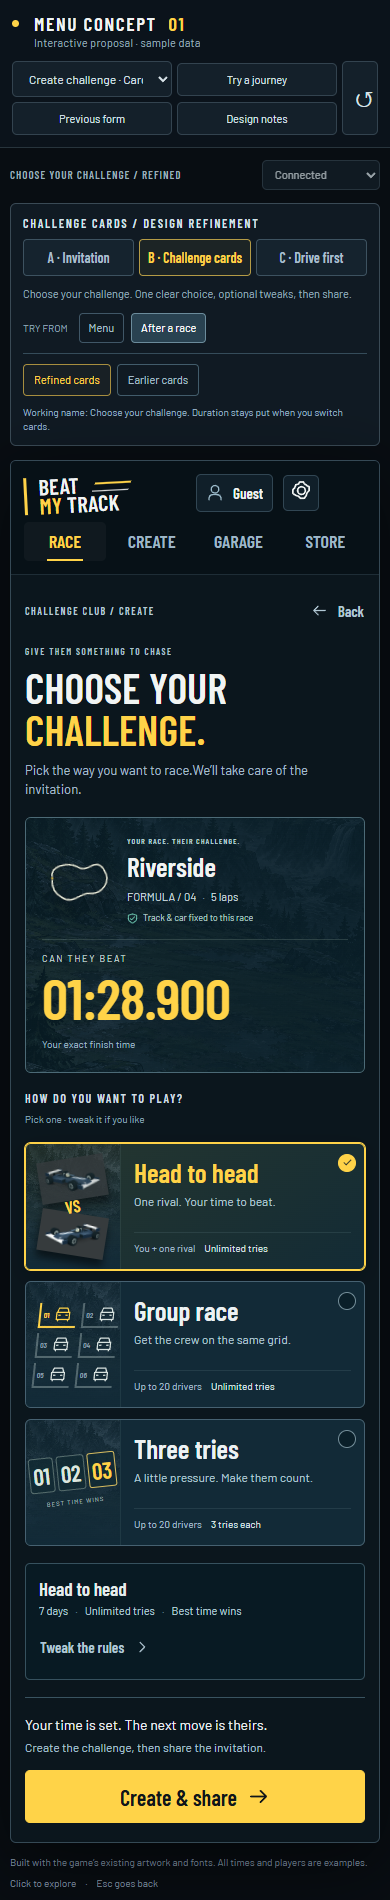 MENU CONCEPT 01
Interactive proposal · sample data
Create challenge · Car
Try a journey
Previous form
Design notes
CHOOSE YOUR CHALLENGE / REFINED
Connected
CHALLENGE CARDS / DESIGN REFINEMENT
A · Invitation
B · Challenge cards
C · Drive first
Choose your challenge. One clear choice, optional tweaks, then share.
TRY FROM
Menu
After a race
Refined cards
Earlier cards
Working name: Choose your challenge. Duration stays put when you switch
cards.
BEAT
MY TRACK
Guest
RACE
CREATE
GARAGE
STORE
CHALLENGE CLUB / CREATE
← Back
GIVE THEM SOMETHING TO CHASE
CHOOSE YOUR
CHALLENGE.
Pick the way you want to race.We'll take care of the
invitation.
YOUR RACE. THEIR CHALLENGE.
Riverside
FORMULA / 04 · 5 laps
Track & car fixed to this race
CAN THEY BEAT
01:28.900
Your exact finish time
HOW DO YOU WANT TO PLAY?
Pick one · tweak it if you like
VS
Head to head
One rival. Your time to beat.
You + one rival Unlimited tries
01 02
03 04
05 06
Group race
Get the crew on the same grid.
Up to 20 drivers Unlimited tries
01 02 03
BEST TIME WINS
Three tries
A little pressure. Make them count.
Up to 20 drivers 3 tries each
Head to head
7 days · Unlimited tries · Best time wins
Tweak the rules
Your time is set. The next move is theirs.
Create the challenge, then share the invitation.
Create & share →
Built with the game's existing artwork and fonts. All times and players are examples.
Click to explore · Esc goes back